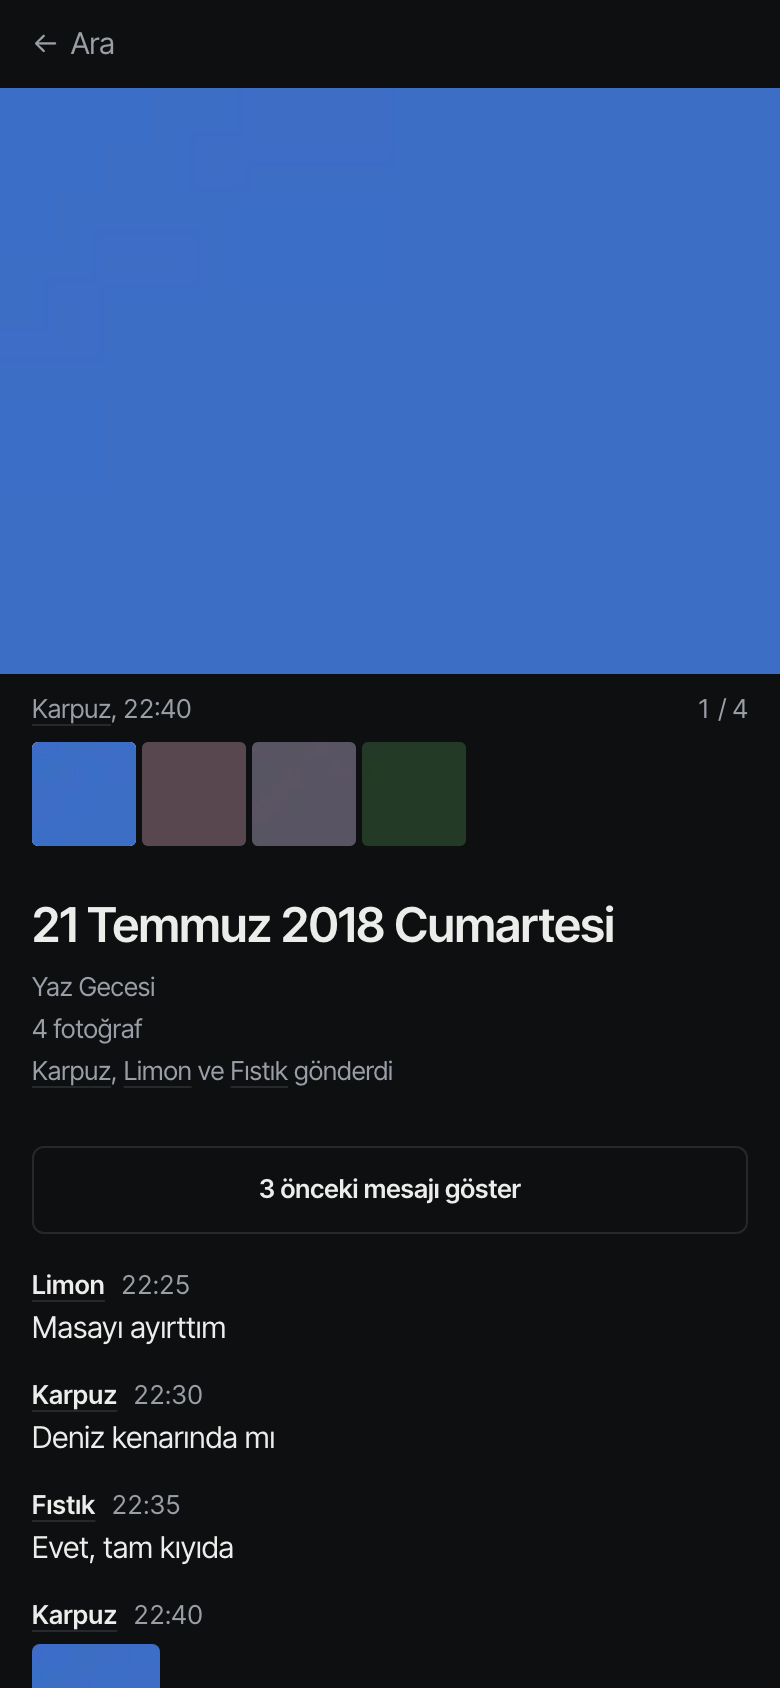 ← Ara
Karpuz, 22:40
1 / 4
21 Temmuz 2018 Cumartesi
Yaz Gecesi
4 fotoğraf
Karpuz, Limon ve Fıstık gönderdi
3 önceki mesajı göster
Limon 22:25
Masayı ayırttım
Karpuz 22:30
Deniz kenarında mı
Fıstık 22:35
Evet, tam kıyıda
Karpuz 22:40